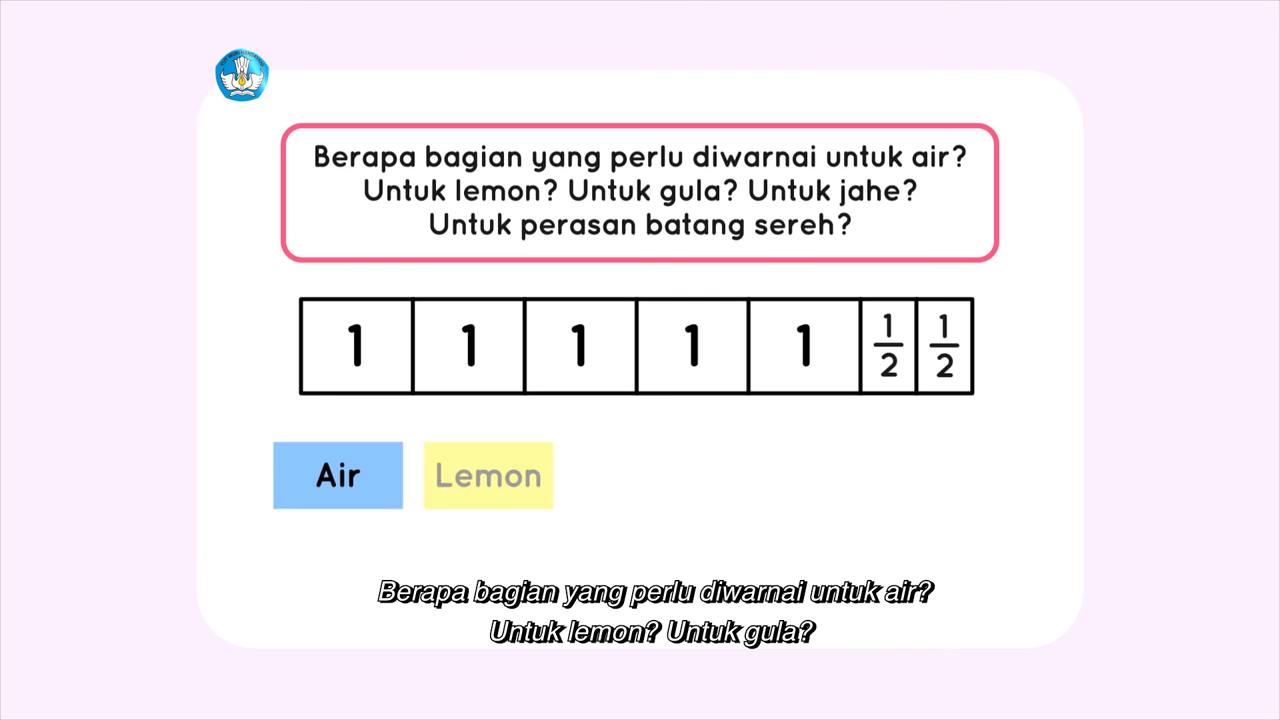 Berapa bagian yang perlu diwarnai untuk air?
Untuk lemon? Untuk gula? Untuk jahe?
Untuk perasan batang sereh?
1 1 1 1 1 1/2 1/2
Air Lemon
Berapa bagian yang perlu diwarnai untuk air?
Untuk lemon? Untuk gula?